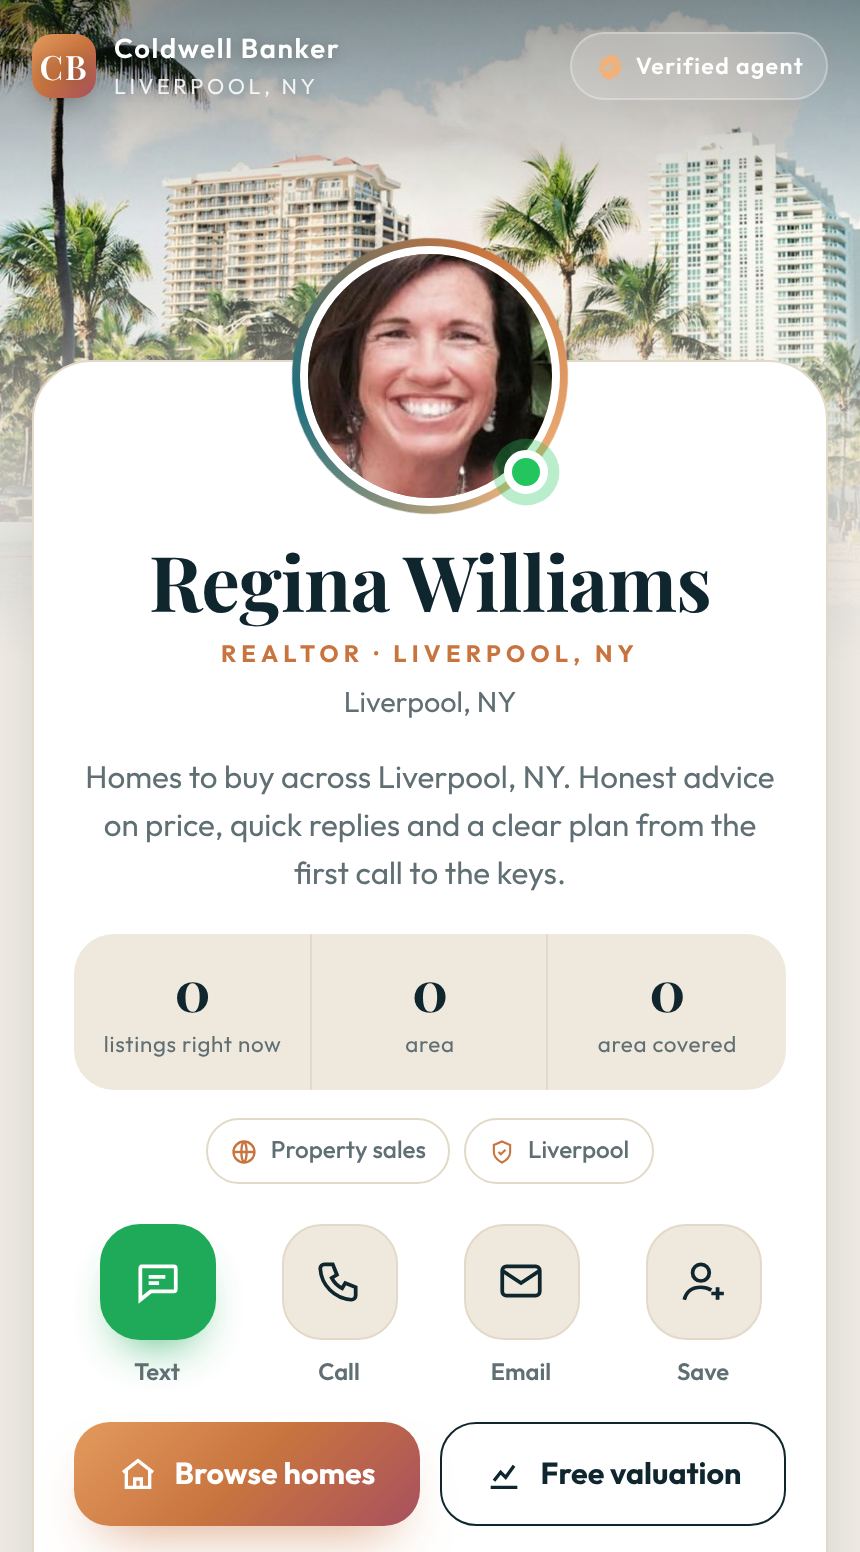 CB
Coldwell Banker
LIVERPOOL, NY
Verified agent
Regina Williams
REALTOR · LIVERPOOL, NY
Liverpool, NY
Homes to buy across Liverpool, NY. Honest advice
on price, quick replies and a clear plan from the
first call to the keys.
0 0 0
listings right now area area covered
Property sales Liverpool
Text Call Email Save
Browse homes Free valuation